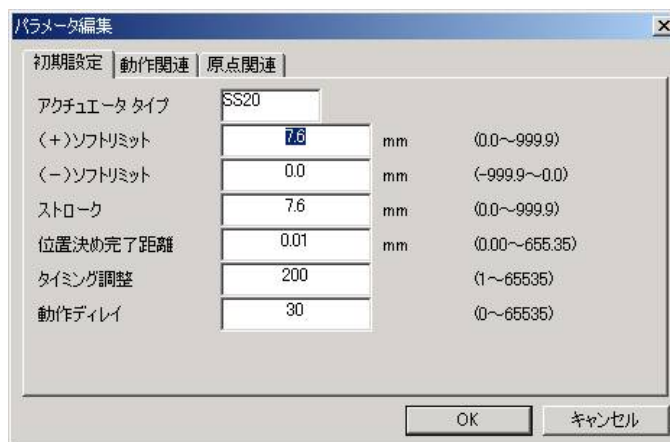 パラメータ編集
初期設定 動作関連 原点関連
アクチュエータ タイプ SS20
(+)ソフトリミット 7.6 mm (0.0～999.9)
(－)ソフトリミット 0.0 mm (-999.9～0.0)
ストローク 7.6 mm (0.0～999.9)
位置決め完了距離 0.01 mm (0.00～655.35)
タイミング調整 200 (1～65535)
動作ディレイ 30 (0～65535)
OK キャンセル